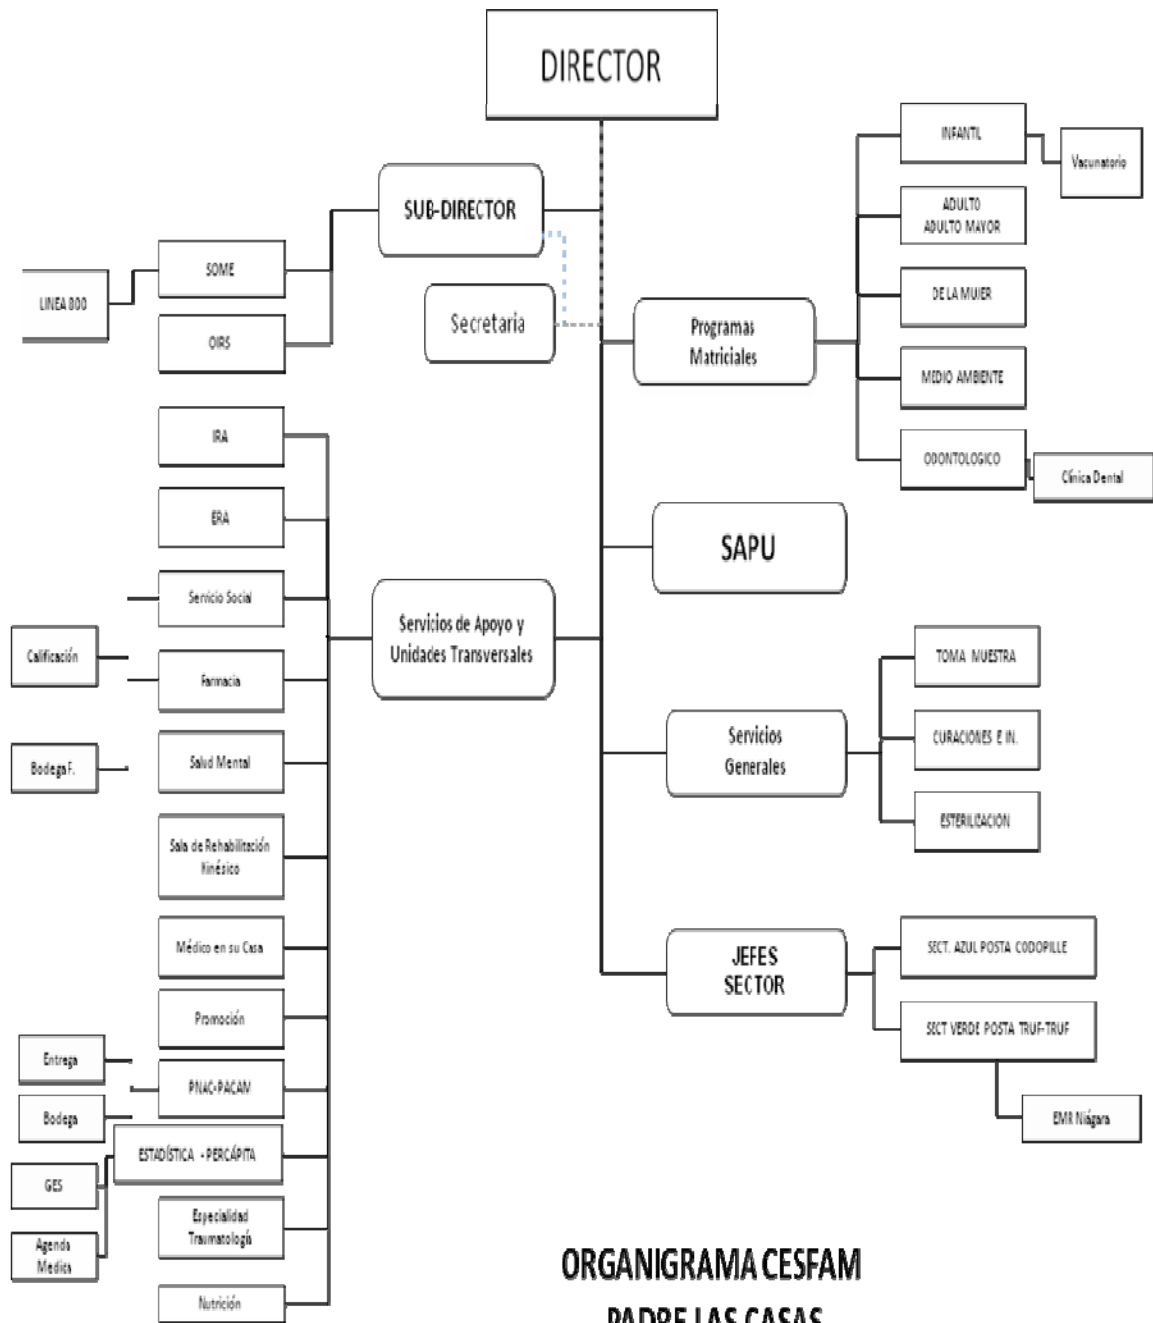 DIRECTOR
SUB-DIRECTOR
Secretaria
SOME
LINEA 800
OIRS
Programas
Matriciales
INFANTIL
Vacunatorio
ADULTO
ADULTO MAYOR
DE LA MUJER
MEDIO AMBIENTE
ODONTOLOGICO
Clínica Dental
SAPU
Servicios de Apoyo y
Unidades Transversales
IRA
ERA
Servicio Social
Calificación
Farmacia
Bodega F.
Salud Mental
Sala de Rehabilitación
Kinésico
Médico en su Casa
Promoción
Entrega
PNAC-PACAM
Bodega
ESTADÍSTICA - PERCÁPITA
GES
Agenda
Medica
Especialidad
Traumatología
Nutrición
Servicios
Generales
TOMA MUESTRA
CURACIONES E IN.
ESTERILIZACION
JEFES
SECTOR
SECT. AZUL POSTA CODOPILLE
SECT VERDE POSTA TRUF-TRUF
EMR Niágara
ORGANIGRAMA CESFAM
PADRE LAS CASAS